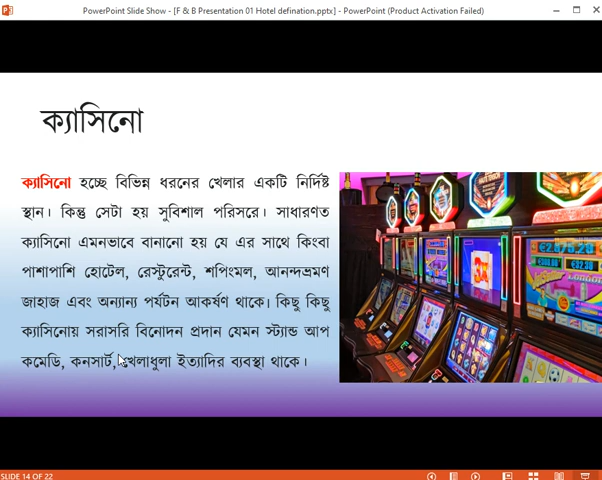 PowerPoint Slide Show - [F & B Presentation 01 Hotel defination.pptx] - PowerPoint (Product Activation Failed)
ক্যাসিনো
ক্যাসিনো হচ্ছে বিভিন্ন ধরনের খেলার একটি নির্দিষ্ট
স্থান। কিন্তু সেটা হয় সুবিশাল পরিসরে। সাধারণত
ক্যাসিনো এমনভাবে বানানো হয় যে এর সাথে কিংবা
পাশাপাশি হোটেল, রেস্টুরেন্ট, শপিংমল, আনন্দভ্রমণ
জাহাজ এবং অন্যান্য পর্যটন আকর্ষণ থাকে। কিছু কিছু
ক্যাসিনোয় সরাসরি বিনোদন প্রদান যেমন স্ট্যান্ড আপ
কমেডি, কনসার্ট, খেলাধুলা ইত্যাদির ব্যবস্থা থাকে।
SLIDE 14 OF 22